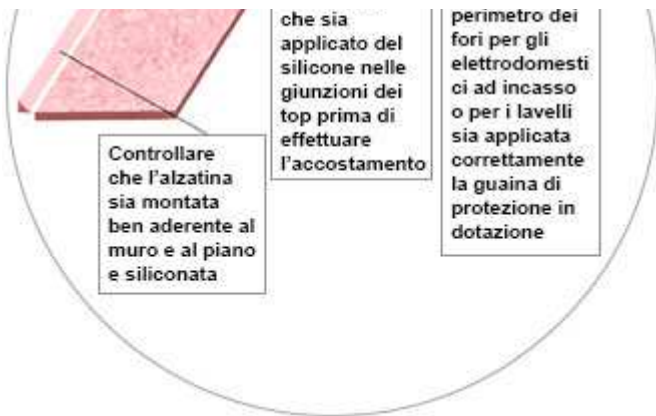 Controllare
che l'alzatina
sia montata
ben aderente al
muro e al piano
e siliconata
che sia
applicato del
silicone nelle
giunzioni dei
top prima di
effettuare
l'accostamento
perimetro dei
fori per gli
elettrodomesti
ci ad incasso
o per i lavelli
sia applicata
correttamente
la guaina di
protezione in
dotazione